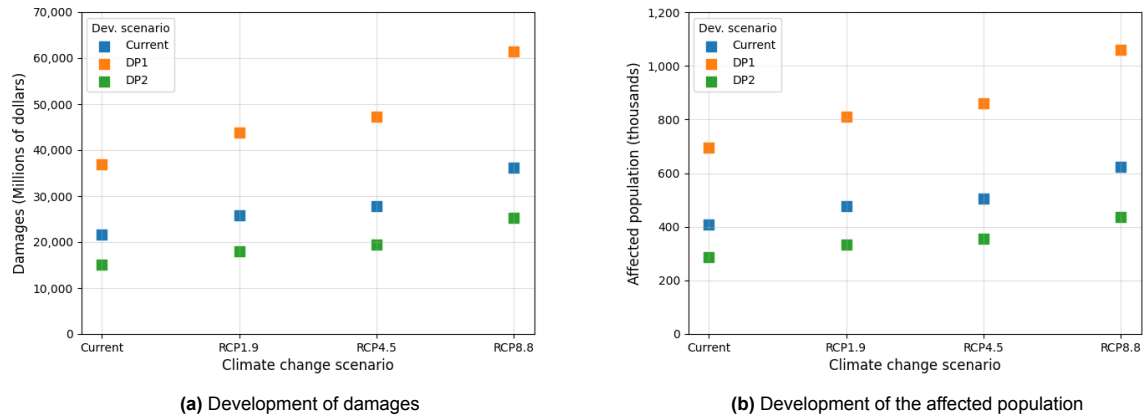 70,000
60,000
50,000
40,000
30,000
20,000
10,000
0
Damages (Millions of dollars)
Dev. scenario
Current
DP1
DP2
Current
RCP1.9
RCP4.5
RCP8.8
Climate change scenario
(a) Development of damages
1,200
1,000
800
600
400
200
0
Affected population (thousands)
Dev. scenario
Current
DP1
DP2
Current
RCP1.9
RCP4.5
RCP8.8
Climate change scenario
(b) Development of the affected population